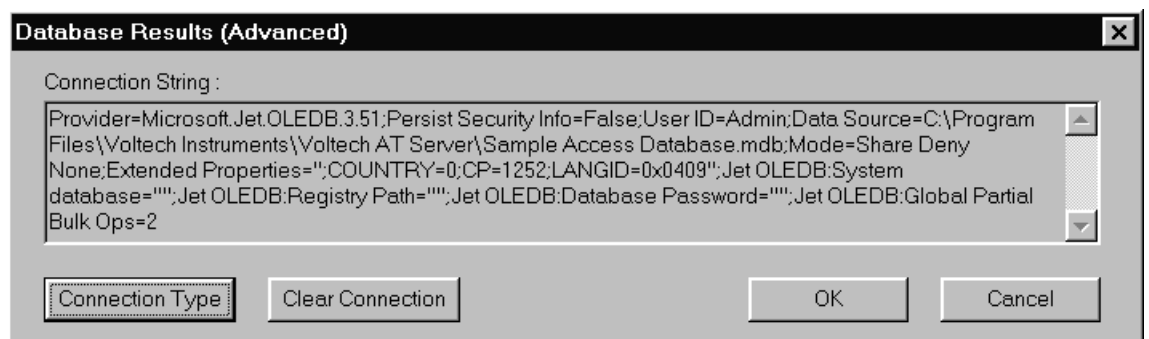 Database Results (Advanced)
Connection String :
Provider=Microsoft.Jet.OLEDB.3.51;Persist Security Info=False;User ID=Admin;Data Source=C:\Program
Files\Voltech Instruments\Voltech AT Server\Sample Access Database.mdb;Mode=Share Deny
None;Extended Properties=";COUNTRY=0;CP=1252;LANGID=0x0409";Jet OLEDB:System
database="";Jet OLEDB:Registry Path="";Jet OLEDB:Database Password="";Jet OLEDB:Global Partial
Bulk Ops=2
Connection Type
Clear Connection
OK
Cancel